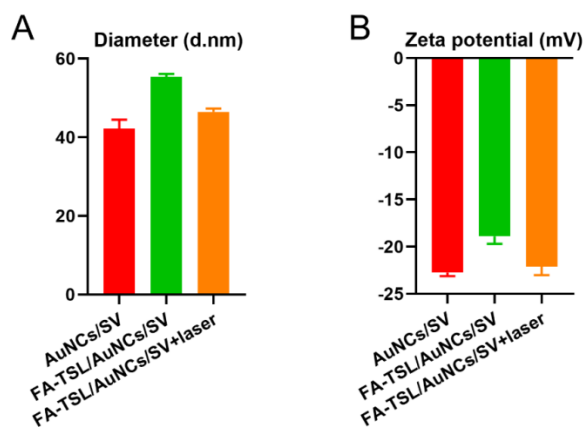 A
Diameter (d.nm)
60
40
20
0
AuNCs/SV
FA-TSL/AuNCs/SV
FA-TSL/AuNCs/SV+laser
B
Zeta potential (mV)
0
-5
-10
-15
-20
-25
AuNCs/SV
FA-TSL/AuNCs/SV
FA-TSL/AuNCs/SV+laser